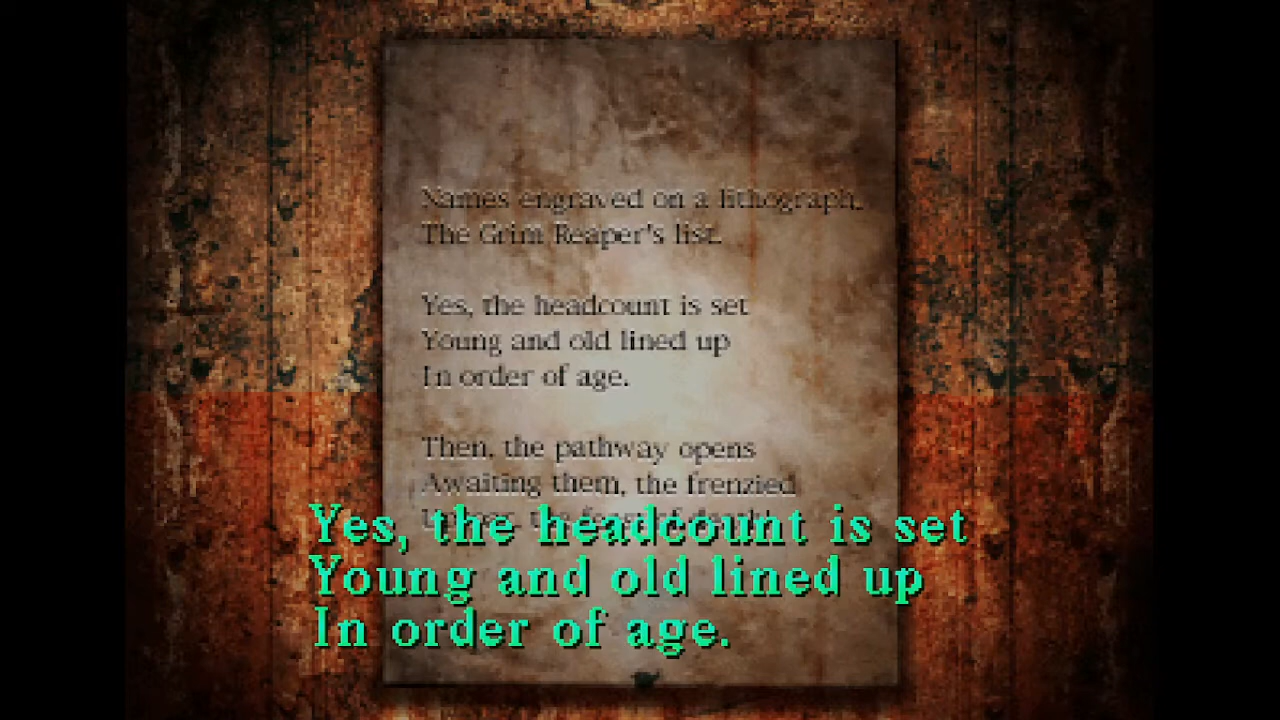 Names engraved on a lithograph,
The Grim Reaper's list.
Yes, the headcount is set
Young and old lined up
In order of age.
Then, the pathway opens
Awaiting them, the frenzied
Yes, the headcount is set
Young and old lined up
In order of age.